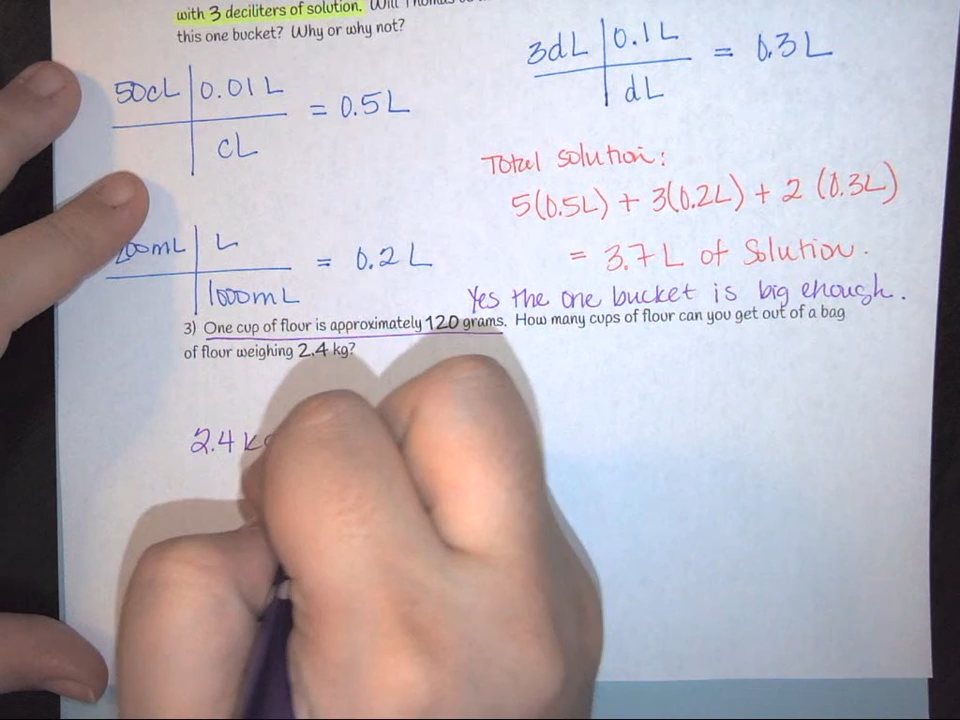 with 3 deciliters of solution. Will
this one bucket? Why or why not?
50cL 0.01L = 0.5L
cL
3dL 0.1L = 0.3L
dL
Total solution:
5(0.5L) + 3(0.2L) + 2 (0.3L)
= 3.7L of solution.
Yes the one bucket is big enough.
L = 0.2L
1000mL
3) One cup of flour is approximately 120 grams. How many cups of flour can you get out of a bag
of flour weighing 2.4 kg?
2.4